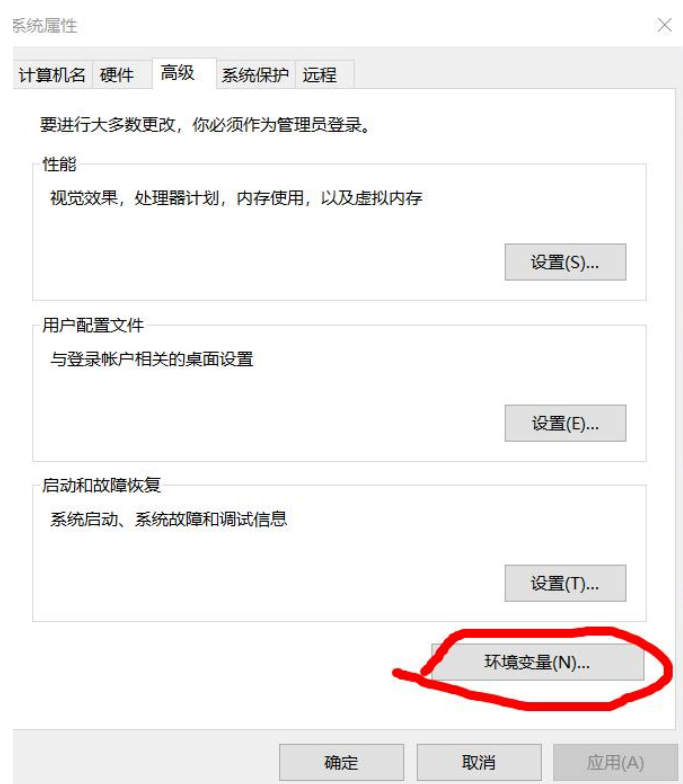 系统属性
计算机名 硬件 高级 系统保护 远程
要进行大多数更改，你必须作为管理员登录。
性能
视觉效果，处理器计划，内存使用，以及虚拟内存
设置(S)...
用户配置文件
与登录帐户相关的桌面设置
设置(E)...
启动和故障恢复
系统启动、系统故障和调试信息
设置(T)...
环境变量(N)...
确定 取消 应用(A)